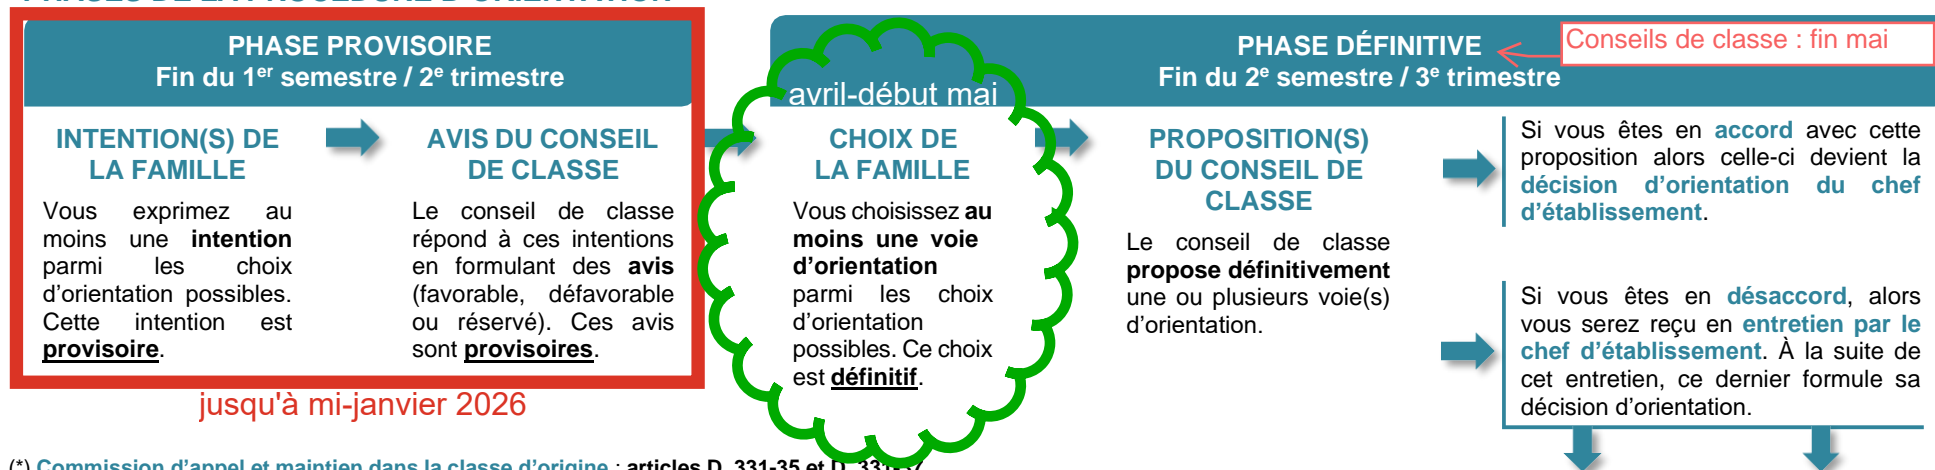 PHASES DE LA PROCÉDURE D'ORIENTATION
PHASE PROVISOIRE
Fin du 1er semestre / 2e trimestre
INTENTION(S) DE
LA FAMILLE
Vous exprimez au
moins une intention
parmi les choix
d'orientation possibles.
Cette intention est
provisoire.
AVIS DU CONSEIL
DE CLASSE
Le conseil de classe
répond à ces intentions
en formulant des avis
(favorable, défavorable
ou réservé). Ces avis
sont provisoires.
jusqu'à mi-janvier 2026
avril-début mai
CHOIX DE
LA FAMILLE
Vous choisissez au
moins une voie
d'orientation
parmi les choix
d'orientation
possibles. Ce choix
est définitif.
PHASE DÉFINITIVE
Fin du 2e semestre / 3e trimestre
Conseils de classe : fin mai
PROPOSITION(S)
DU CONSEIL DE
CLASSE
Le conseil de classe
propose définitivement
une ou plusieurs voie(s)
d'orientation.
Si vous êtes en accord avec cette
proposition alors celle-ci devient la
décision d'orientation du chef
d'établissement.
Si vous êtes en désaccord, alors
vous serez reçu en entretien par le
chef d'établissement. À la suite de
cet entretien, ce dernier formule sa
décision d'orientation.
(*) Commission d'appel et maintien dans la classe d'origine : articles D. 331-35 et D. 331-37